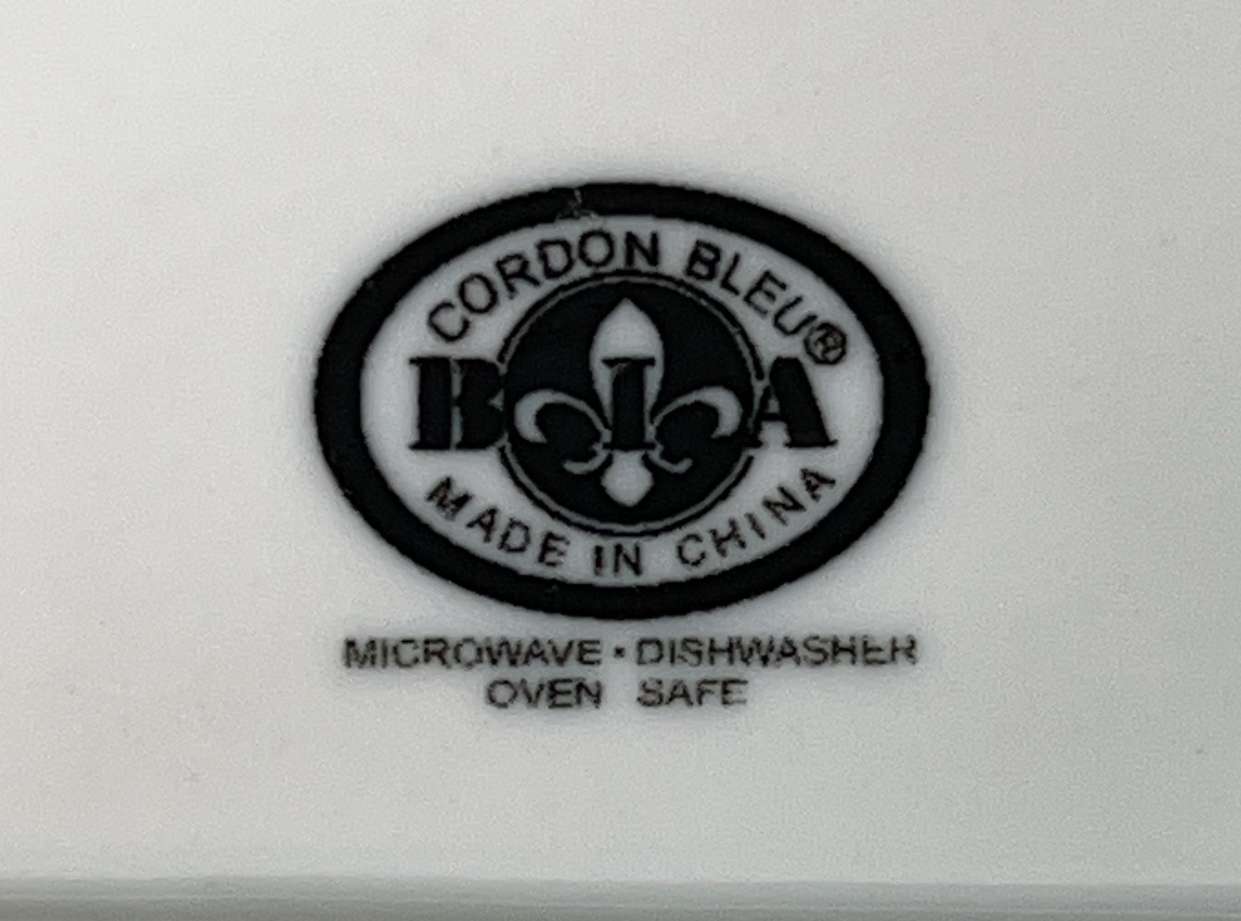 CORDON BLEU®
BIA
MADE IN CHINA
MICROWAVE · DISHWASHER
OVEN SAFE